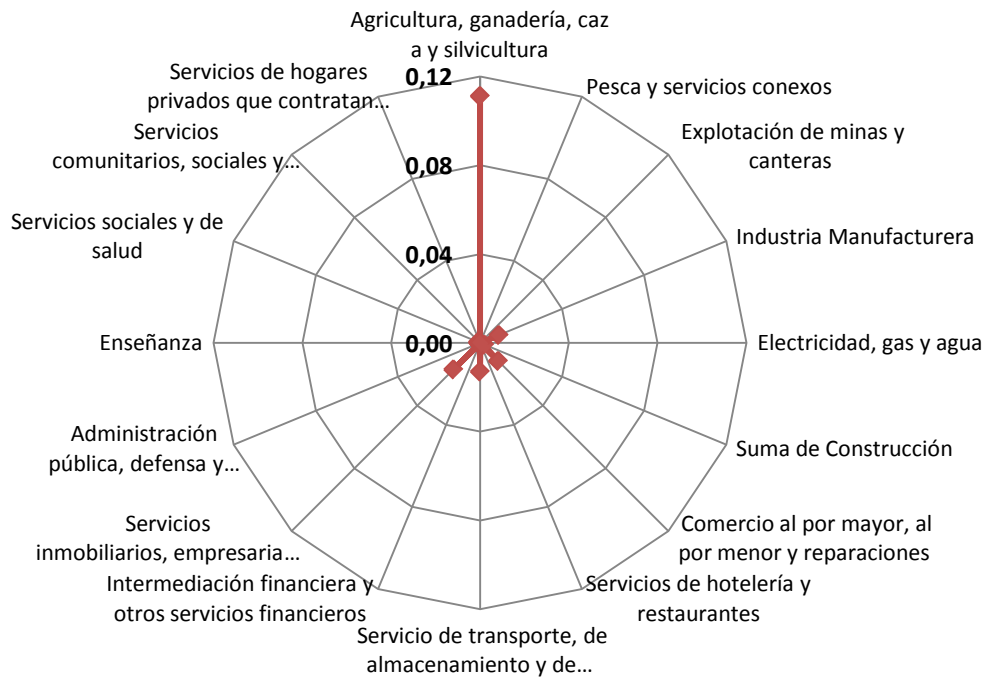 Agricultura, ganadería, caz
a y silvicultura
Pesca y servicios conexos
Explotación de minas y
canteras
Industria Manufacturera
Electricidad, gas y agua
Suma de Construcción
Comercio al por mayor, al
por menor y reparaciones
Servicios de hotelería y
restaurantes
Servicio de transporte, de
almacenamiento y de…
Intermediación financiera y
otros servicios financieros
Servicios
inmobiliarios, empresaria…
Administración
pública, defensa y…
Enseñanza
Servicios sociales y de
salud
Servicios
comunitarios, sociales y…
Servicios de hogares
privados que contratan…
0,12
0,08
0,04
0,00